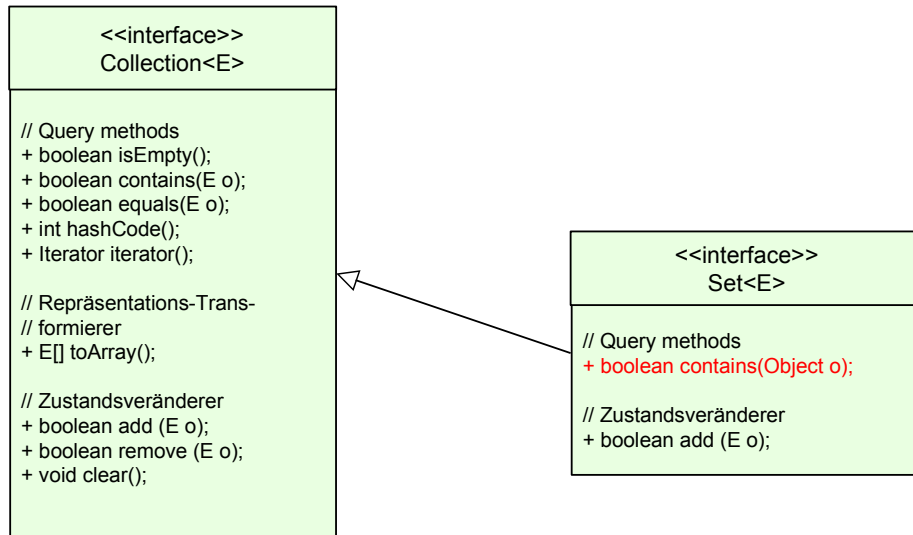 <<interface>>
Collection<E>
// Query methods
+ boolean isEmpty();
+ boolean contains(E o);
+ boolean equals(E o);
+ int hashCode();
+ Iterator iterator();
// Repräsentations-Trans-
// formierer
+ E[] toArray();
// Zustandsveränderer
+ boolean add (E o);
+ boolean remove (E o);
+ void clear();
<<interface>>
Set<E>
// Query methods
+ boolean contains(Object o);
// Zustandsveränderer
+ boolean add (E o);